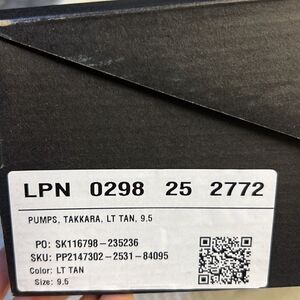 LPN 0298 25 2772
PUMPS, TAKKARA, LT TAN, 9.5
PO: SK116798-235236
SKU: PP2147302-2531-84095
Color: LT TAN
Size: 9.5